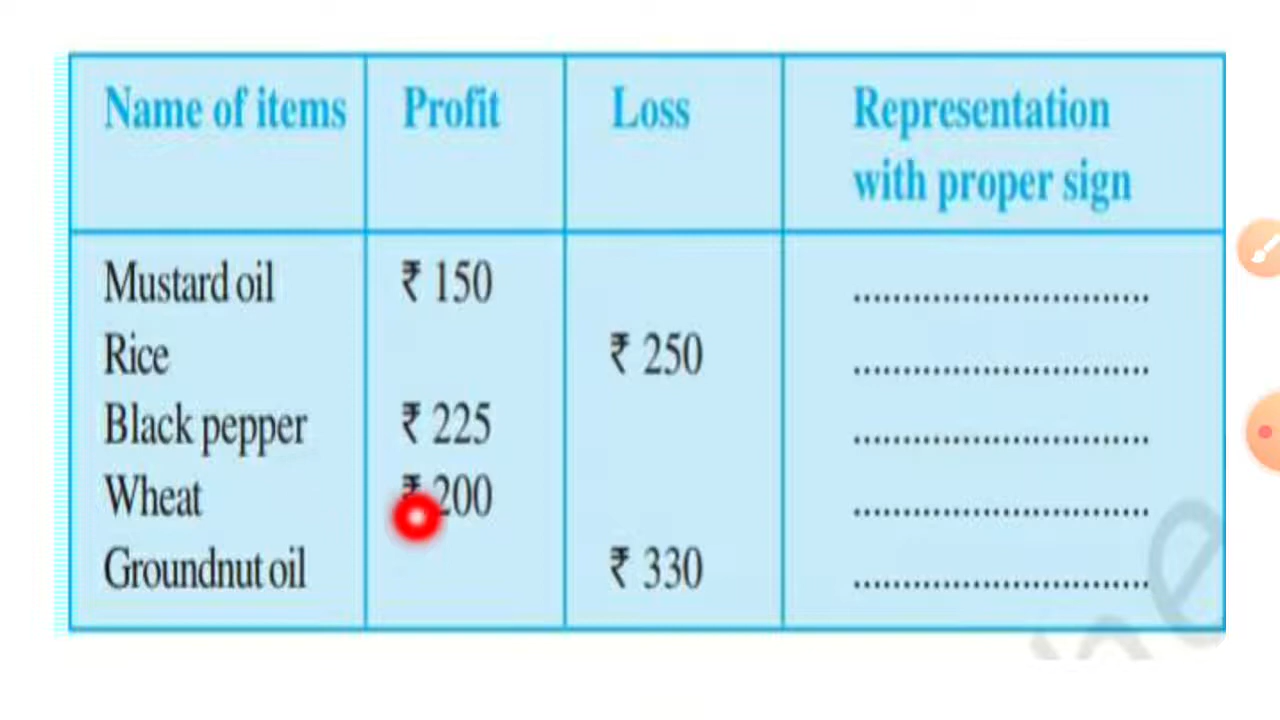 Name of items Profit Loss Representation
with proper sign
Mustard oil ₹ 150 ..............................
Rice ₹ 250 ..............................
Black pepper ₹ 225 ..............................
Wheat ₹ 200 ..............................
Groundnut oil ₹ 330 ..............................